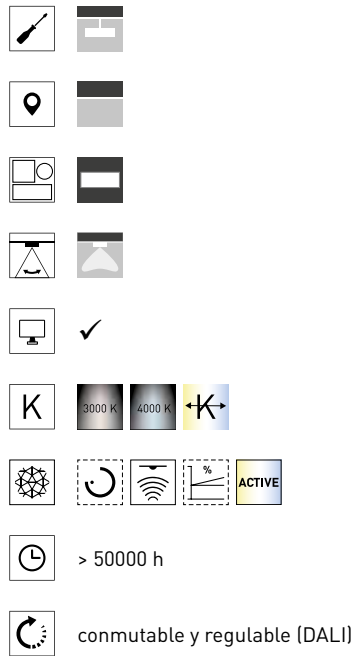 K 3000 K 4000 K K
% ACTIVE
> 50000 h
conmutable y regulable (DALI)